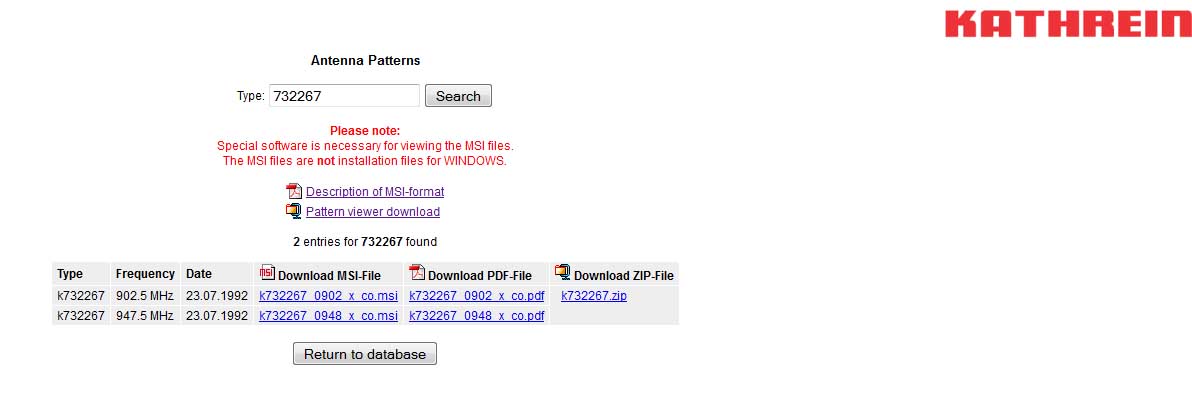 KATHREIN
Antenna Patterns
Type: 732267 Search
Please note:
Special software is necessary for viewing the MSI files.
The MSI files are not installation files for WINDOWS.
Description of MSI-format
Pattern viewer download
2 entries for 732267 found
Type Frequency Date MSI Download MSI-File Download PDF-File Download ZIP-File
k732267 902.5 MHz 23.07.1992 k732267_0902_x_co.msi k732267_0902_x_co.pdf k732267.zip
k732267 947.5 MHz 23.07.1992 k732267_0948_x_co.msi k732267_0948_x_co.pdf
Return to database